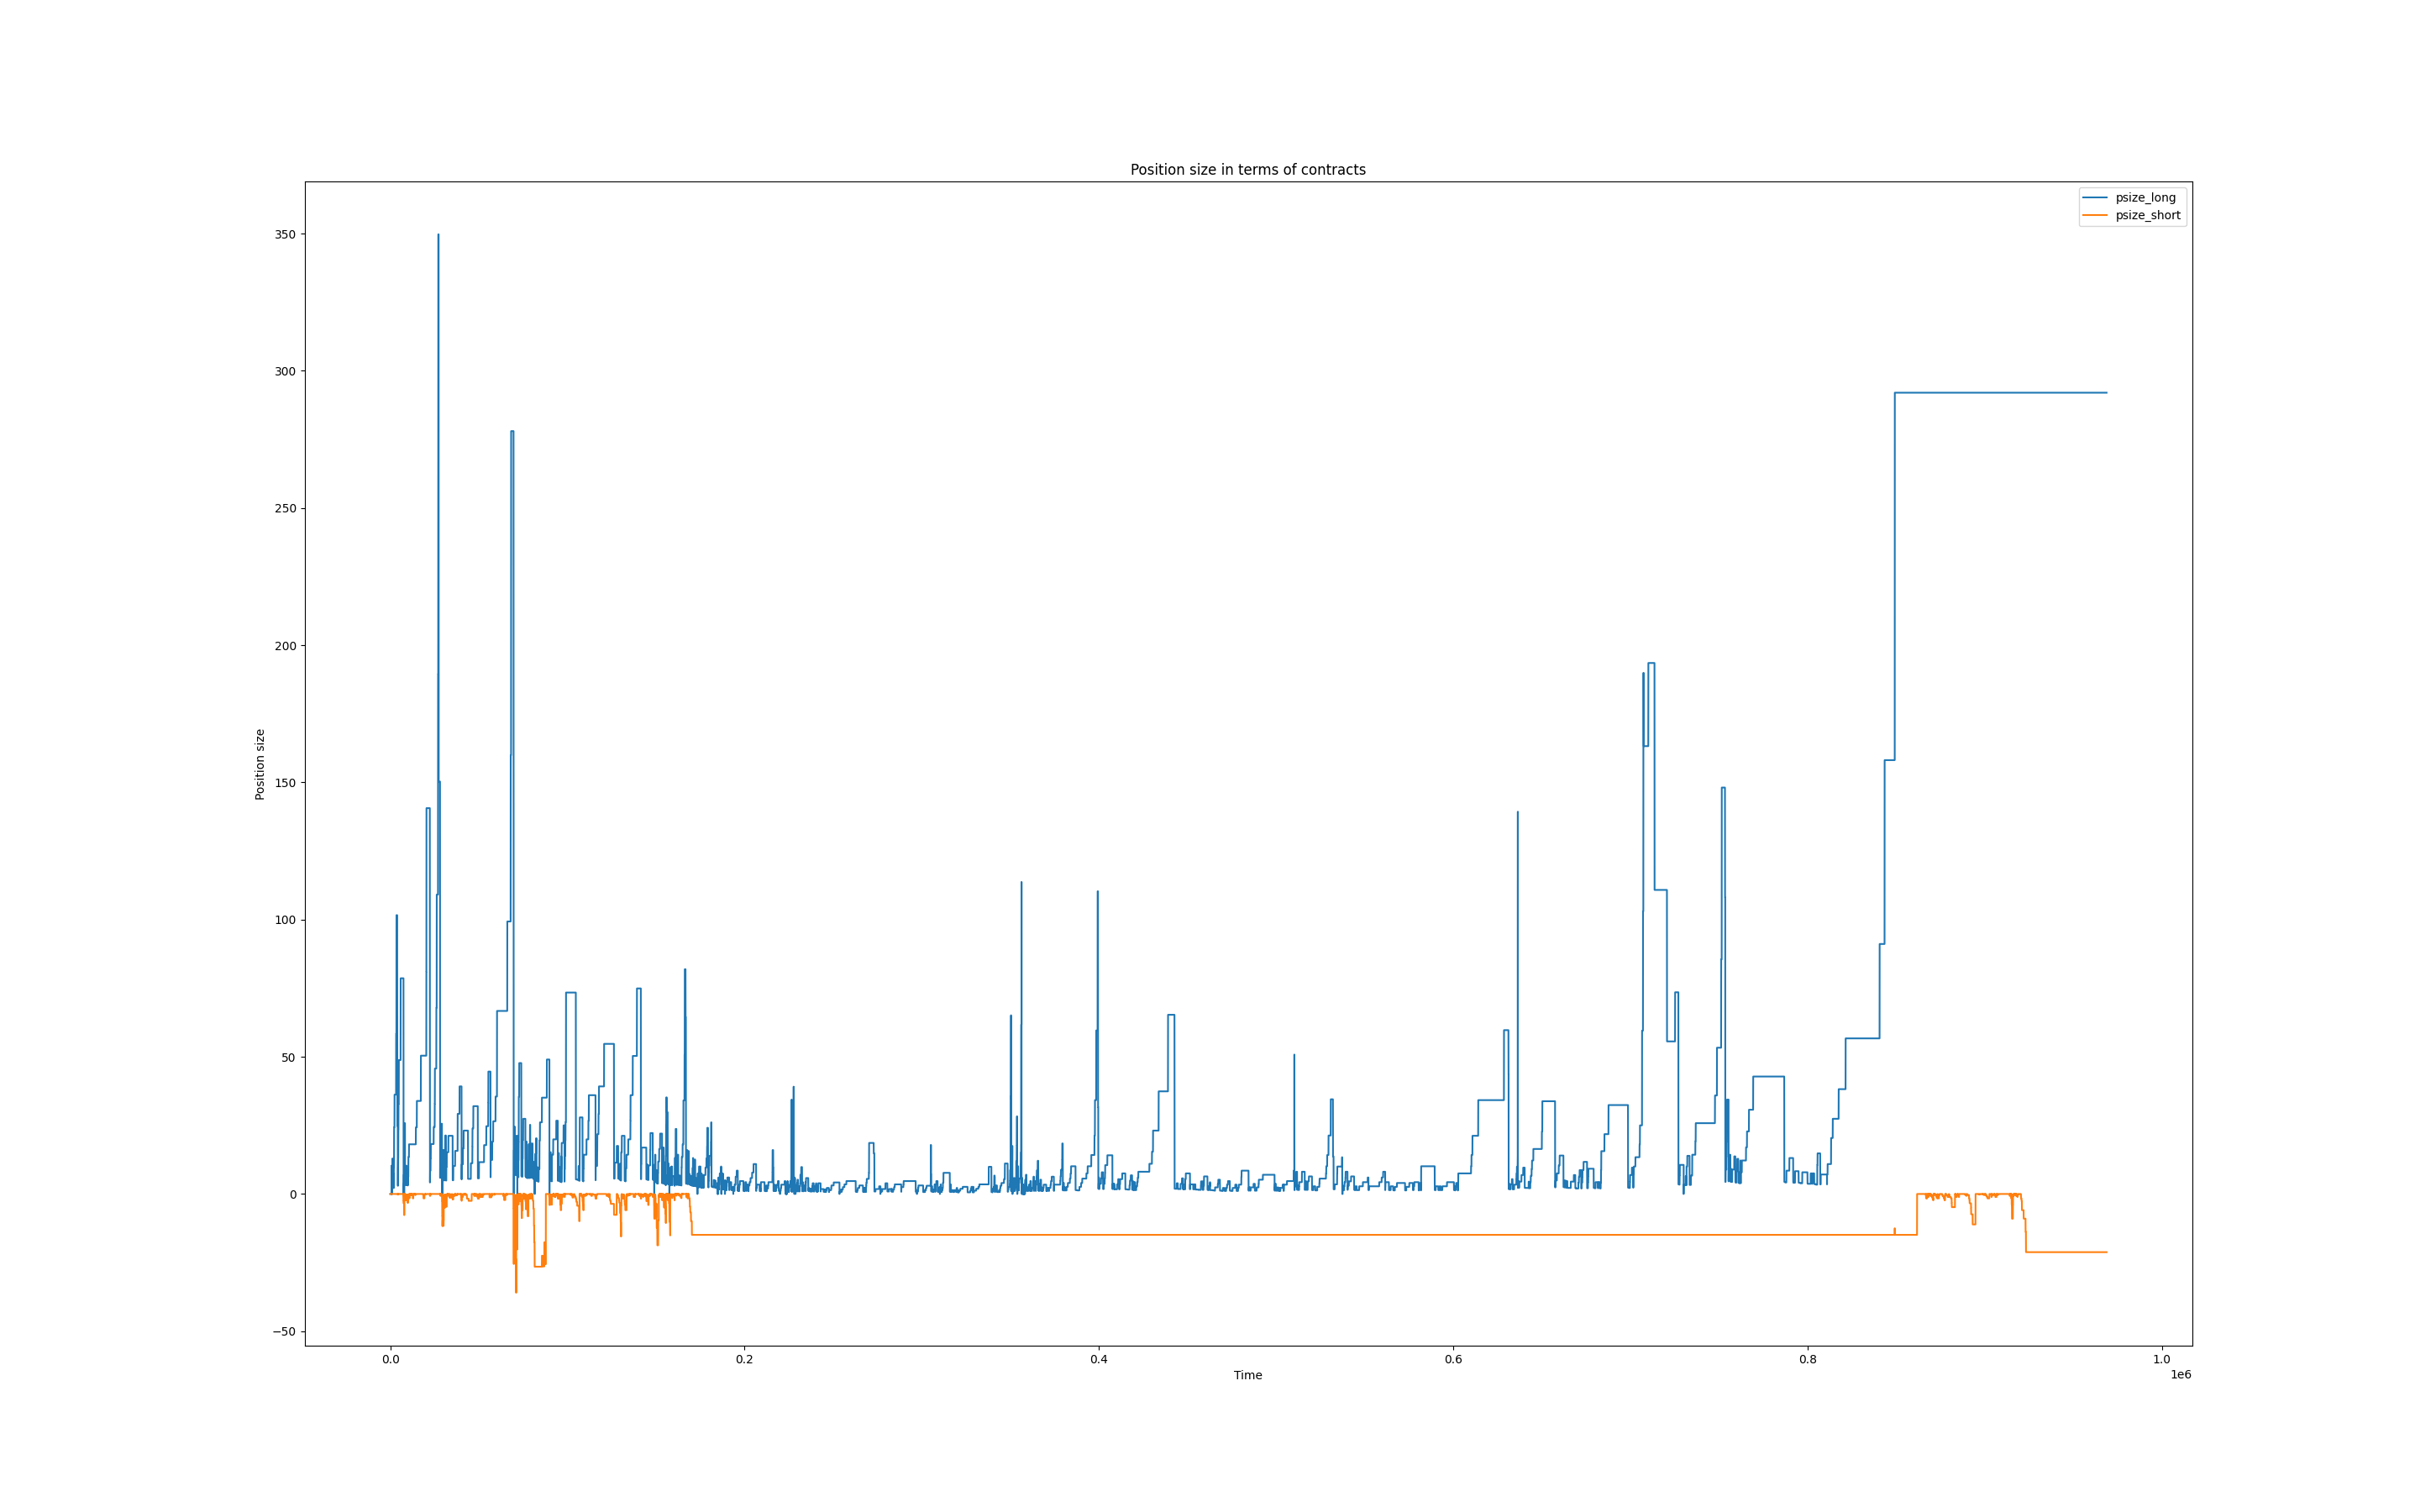 Position size in terms of contracts
psize_long
psize_short
350
300
250
200
150
100
50
0
−50
Position size
0.0
0.2
0.4
0.6
0.8
1.0
1e6
Time